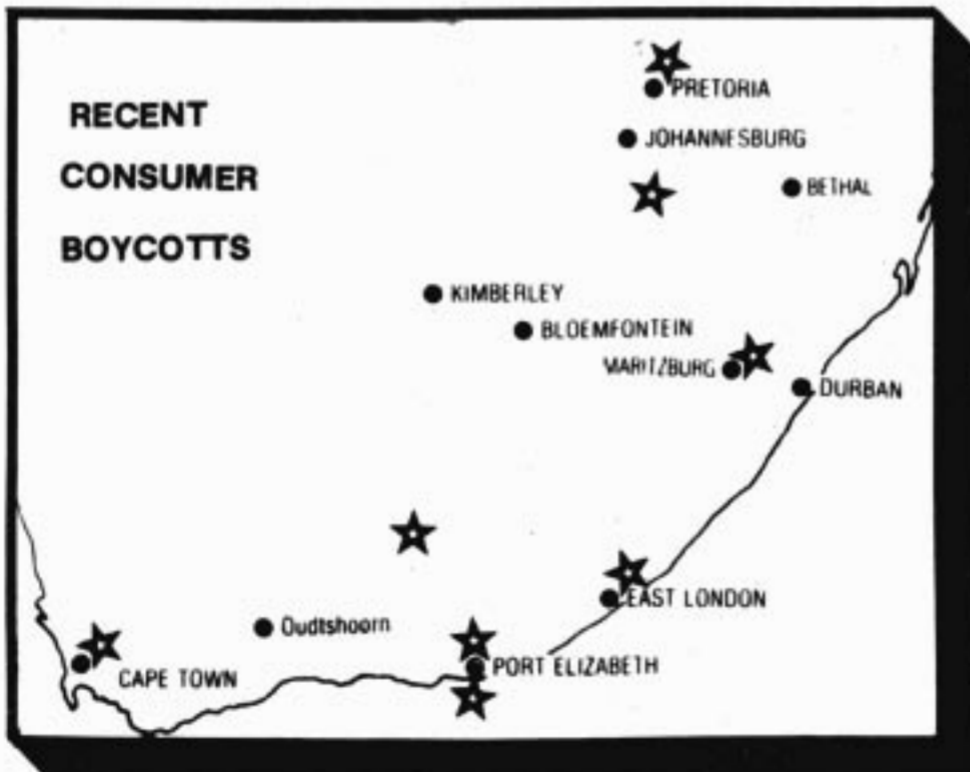 RECENT
CONSUMER
BOYCOTTS
PRETORIA
JOHANNESBURG
BETHAL
KIMBERLEY
BLOEMFONTEIN
MARITZBURG
DURBAN
EAST LONDON
Oudtshoorn
PORT ELIZABETH
CAPE TOWN